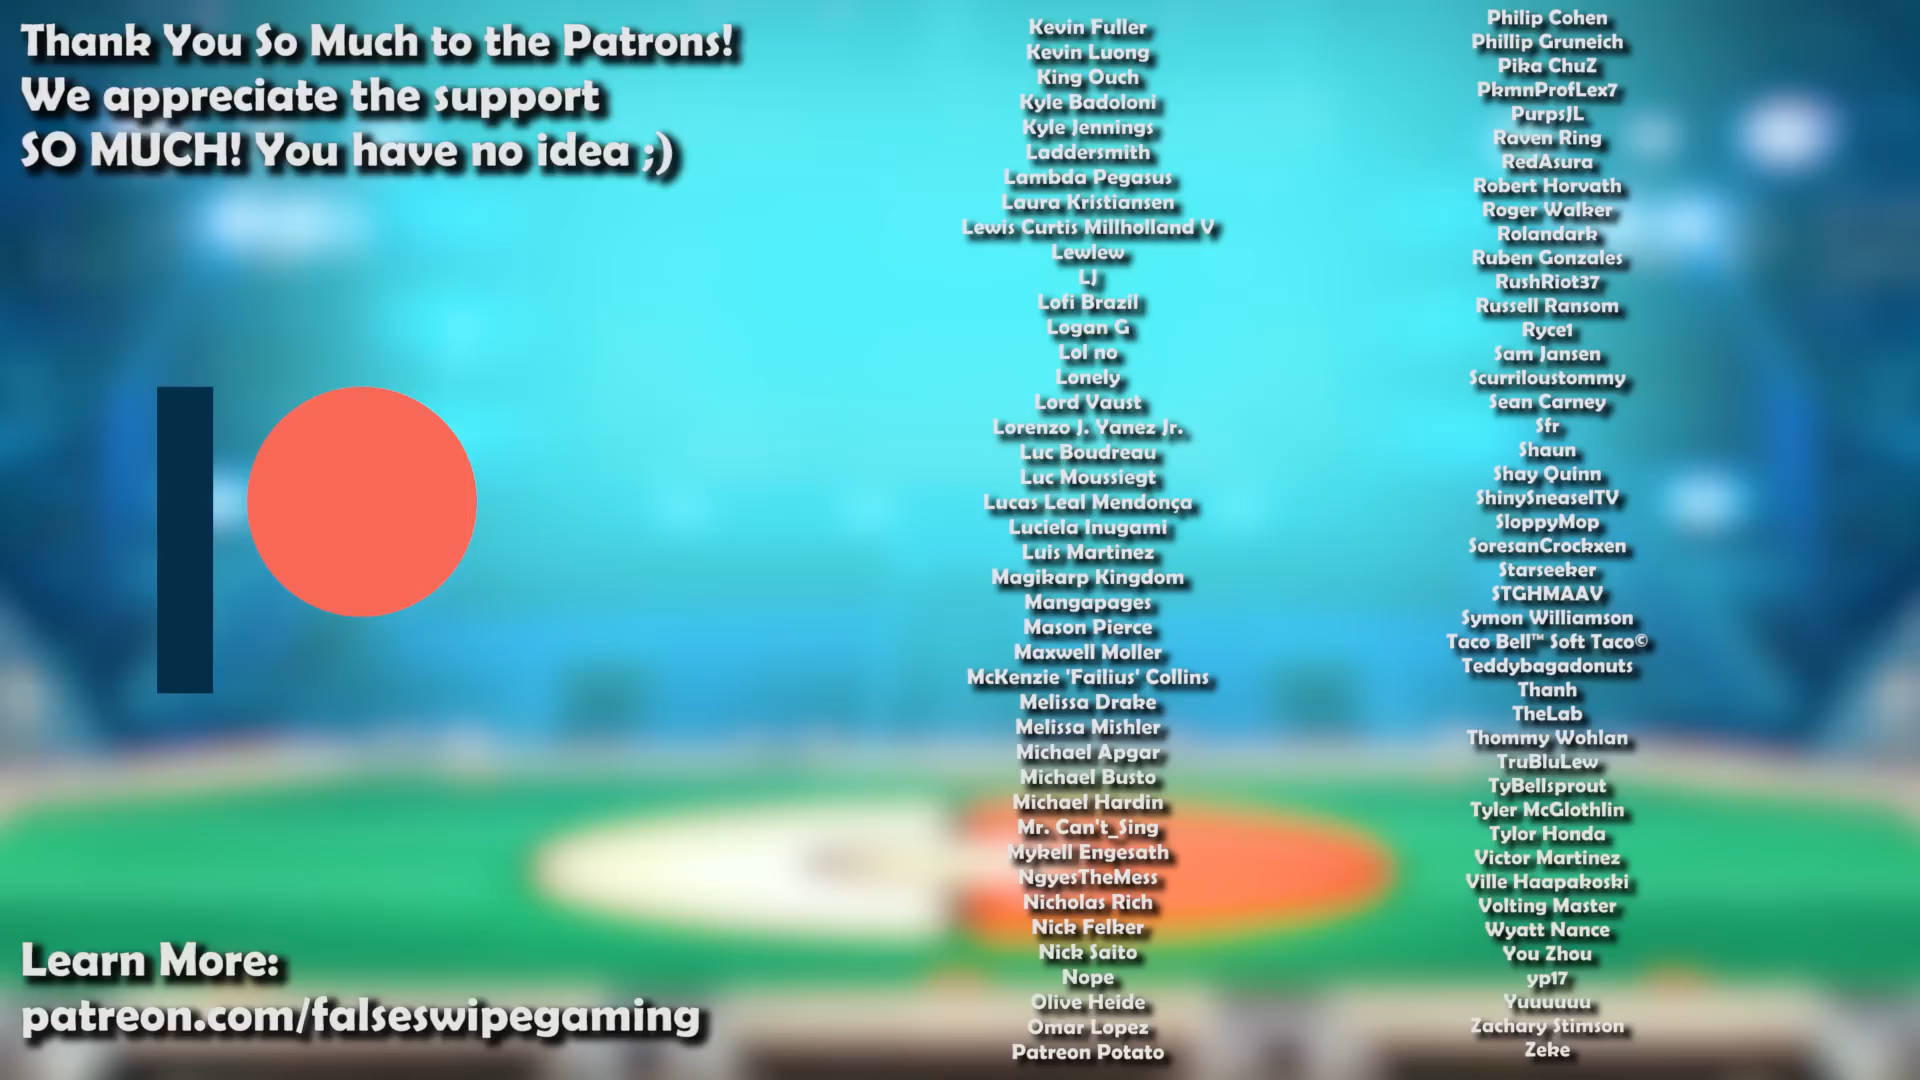 Thank You So Much to the Patrons!
We appreciate the support
SO MUCH! You have no idea ;)
Learn More:
patreon.com/falseswipegaming
Kevin Fuller
Kevin Luong
King Ouch
Kyle Badoloni
Kyle Jennings
Laddersmith
Lambda Pegasus
Laura Kristiansen
Lewis Curtis Millholland V
Lewlew
LJ
Lofi Brazil
Logan G
Lol no
Lonely
Lord Vaust
Lorenzo J. Yanez Jr.
Luc Boudreau
Luc Moussiegt
Lucas Leal Mendonça
Luciela Inugami
Luis Martinez
Magikarp Kingdom
Mangapages
Mason Pierce
Maxwell Moller
McKenzie 'Failius' Collins
Melissa Drake
Melissa Mishler
Michael Apgar
Michael Busto
Michael Hardin
Mr. Can't_Sing
Mykell Engesath
NgyesTheMess
Nicholas Rich
Nick Felker
Nick Saito
Nope
Olive Heide
Omar Lopez
Patreon Potato
Philip Cohen
Phillip Gruneich
Pika ChuZ
PkmnProfLex7
PurpsJL
Raven Ring
RedAsura
Robert Horvath
Roger Walker
Rolandark
Ruben Gonzales
RushRiot37
Russell Ransom
Ryce1
Sam Jansen
Scurriloustommy
Sean Carney
Sfr
Shaun
Shay Quinn
ShinySneaselTV
SloppyMop
SoresanCrockxen
Starseeker
STGHMAAV
Symon Williamson
Taco Bell™ Soft Taco©
Teddybagadonuts
Thanh
TheLab
Thommy Wohlan
TruBluLew
TyBellsprout
Tyler McGlothlin
Tylor Honda
Victor Martinez
Ville Haapakoski
Volting Master
Wyatt Nance
You Zhou
yp17
Yuuuuuu
Zachary Stimson
Zeke